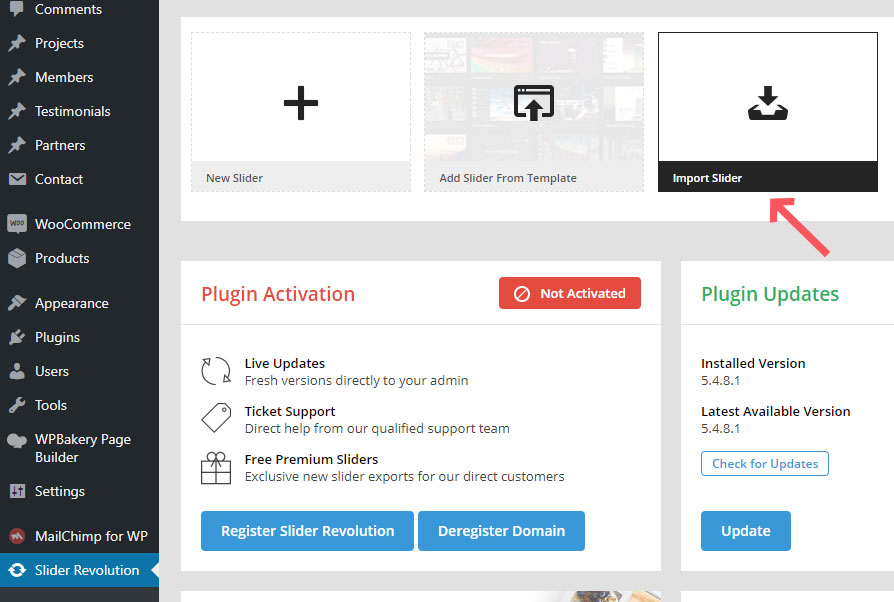 Comments
Projects
Members
Testimonials
Partners
Contact
WOO
WooCommerce
Products
Appearance
Plugins
Users
Tools
WPBakery Page
Builder
Settings
MailChimp for WP
Slider Revolution
New Slider
Add Slider From Template
Import Slider
Plugin Activation
Not Activated
Live Updates
Fresh versions directly to your admin
Ticket Support
Direct help from our qualified support team
Free Premium Sliders
Exclusive new slider exports for our direct customers
Register Slider Revolution
Deregister Domain
Plugin Updates
Installed Version
5.4.8.1
Latest Available Version
5.4.8.1
Check for Updates
Update